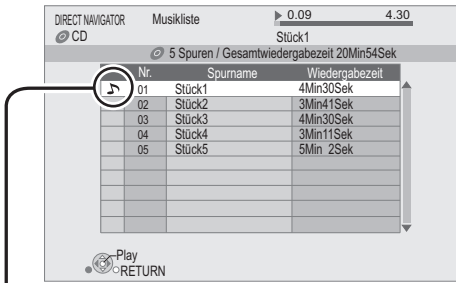 DIRECT NAVIGATOR Musikliste 0.09 4.30
CD Stück1
5 Spuren / Gesamtwiedergabezeit 20Min54Sek
Nr. Spurname Wiedergabezeit
01 Stück1 4Min30Sek
02 Stück2 3Min41Sek
03 Stück3 4Min30Sek
04 Stück4 3Min11Sek
05 Stück5 5Min 2Sek
Play
RETURN